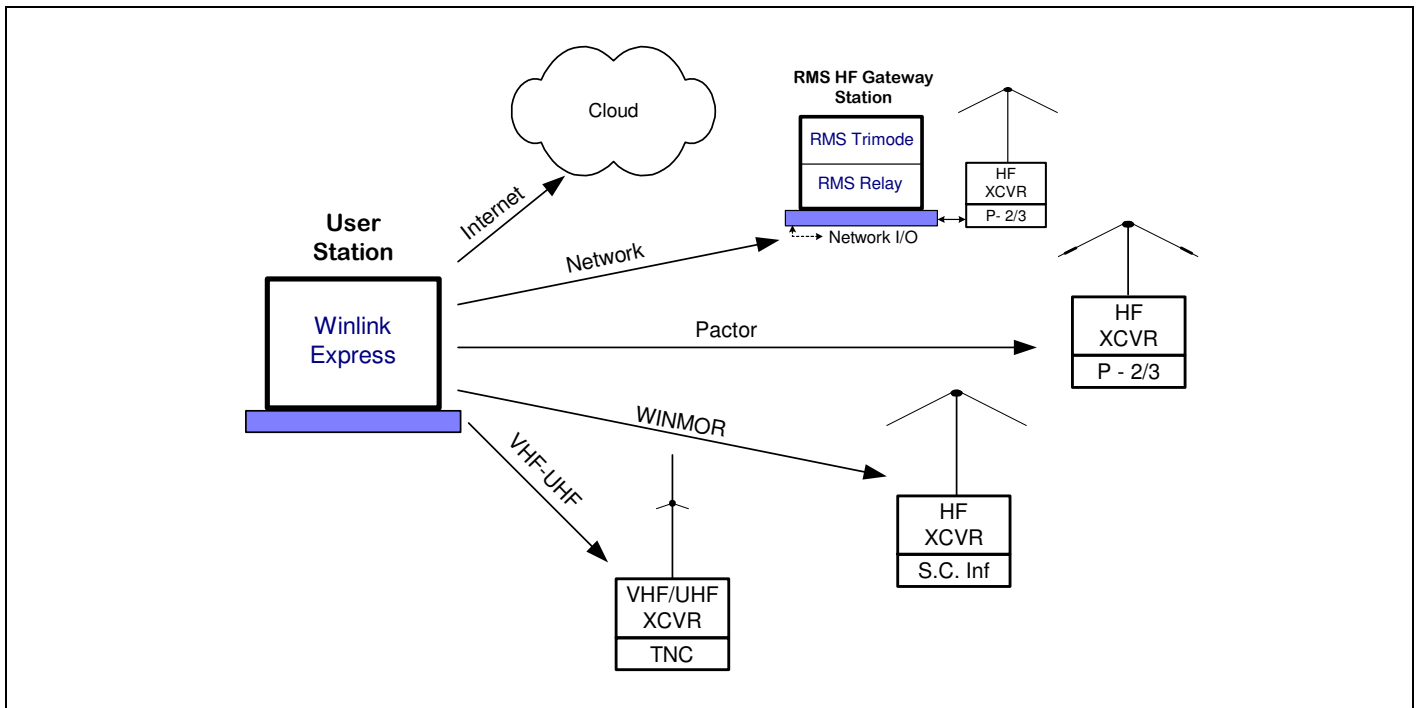 Cloud
RMS HF Gateway
Station
RMS Trimode
RMS Relay
HF
XCVR
P- 2/3
Network I/O
Internet
User
Station
Network
Winlink
Express
Pactor
HF
XCVR
P - 2/3
WINMOR
VHF-UHF
HF
XCVR
S.C. Inf
VHF/UHF
XCVR
TNC